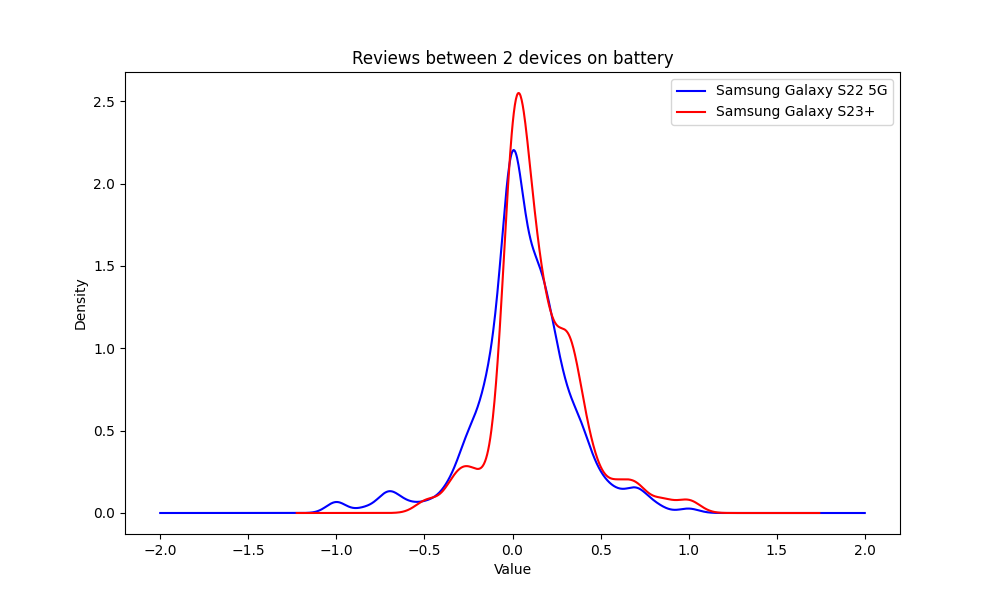 Reviews between 2 devices on battery
Samsung Galaxy S22 5G
Samsung Galaxy S23+
Density
2.5
2.0
1.5
1.0
0.5
0.0
−2.0 −1.5 −1.0 −0.5 0.0 0.5 1.0 1.5 2.0
Value